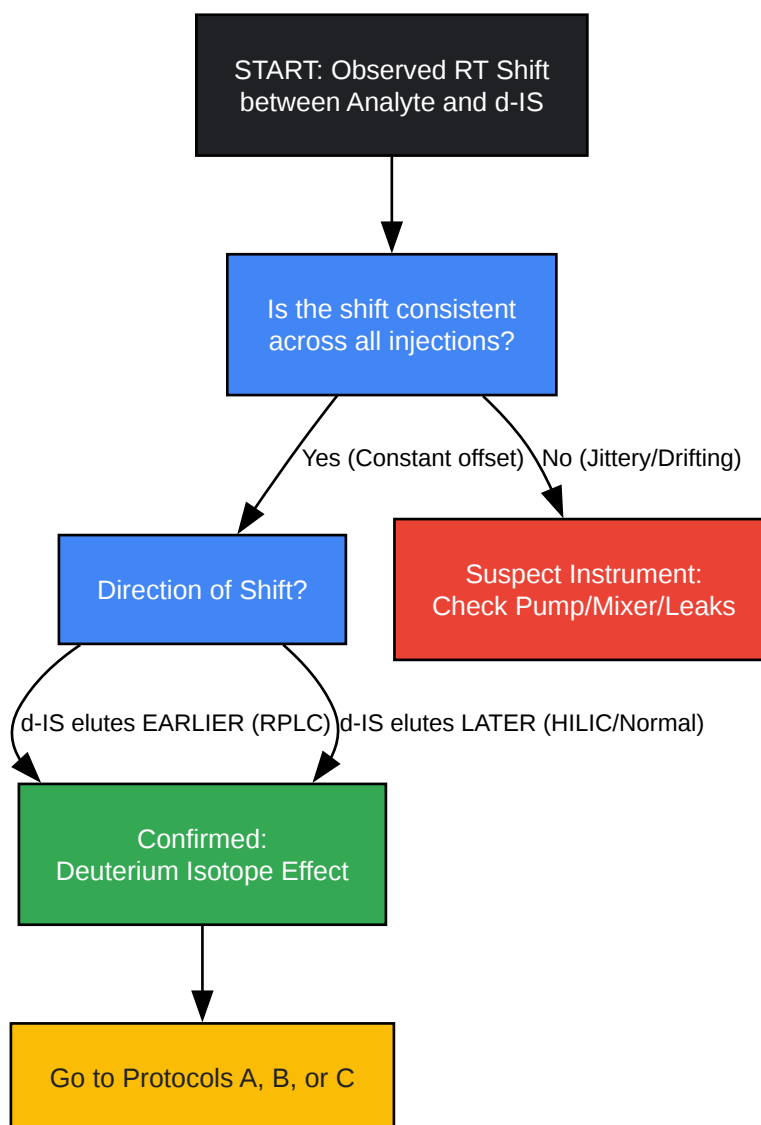 START: Observed RT Shift
between Analyte and d-IS
Is the shift consistent
across all injections?
Yes (Constant offset)
No (Jittery/Drifting)
Direction of Shift?
Suspect Instrument:
Check Pump/Mixer/Leaks
d-IS elutes EARLIER (RPLC)
d-IS elutes LATER (HILIC/Normal)
Confirmed:
Deuterium Isotope Effect
Go to Protocols A, B, or C